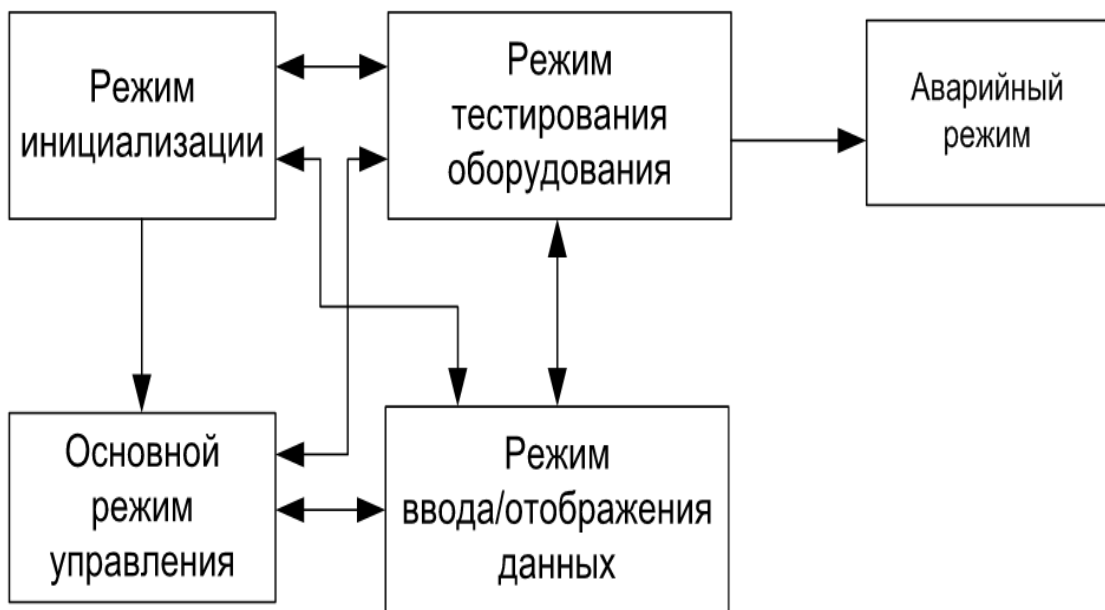 Режим
инициализации
Режим
тестирования
оборудования
Аварийный
режим
Основной
режим
управления
Режим
ввода/отображения
данных